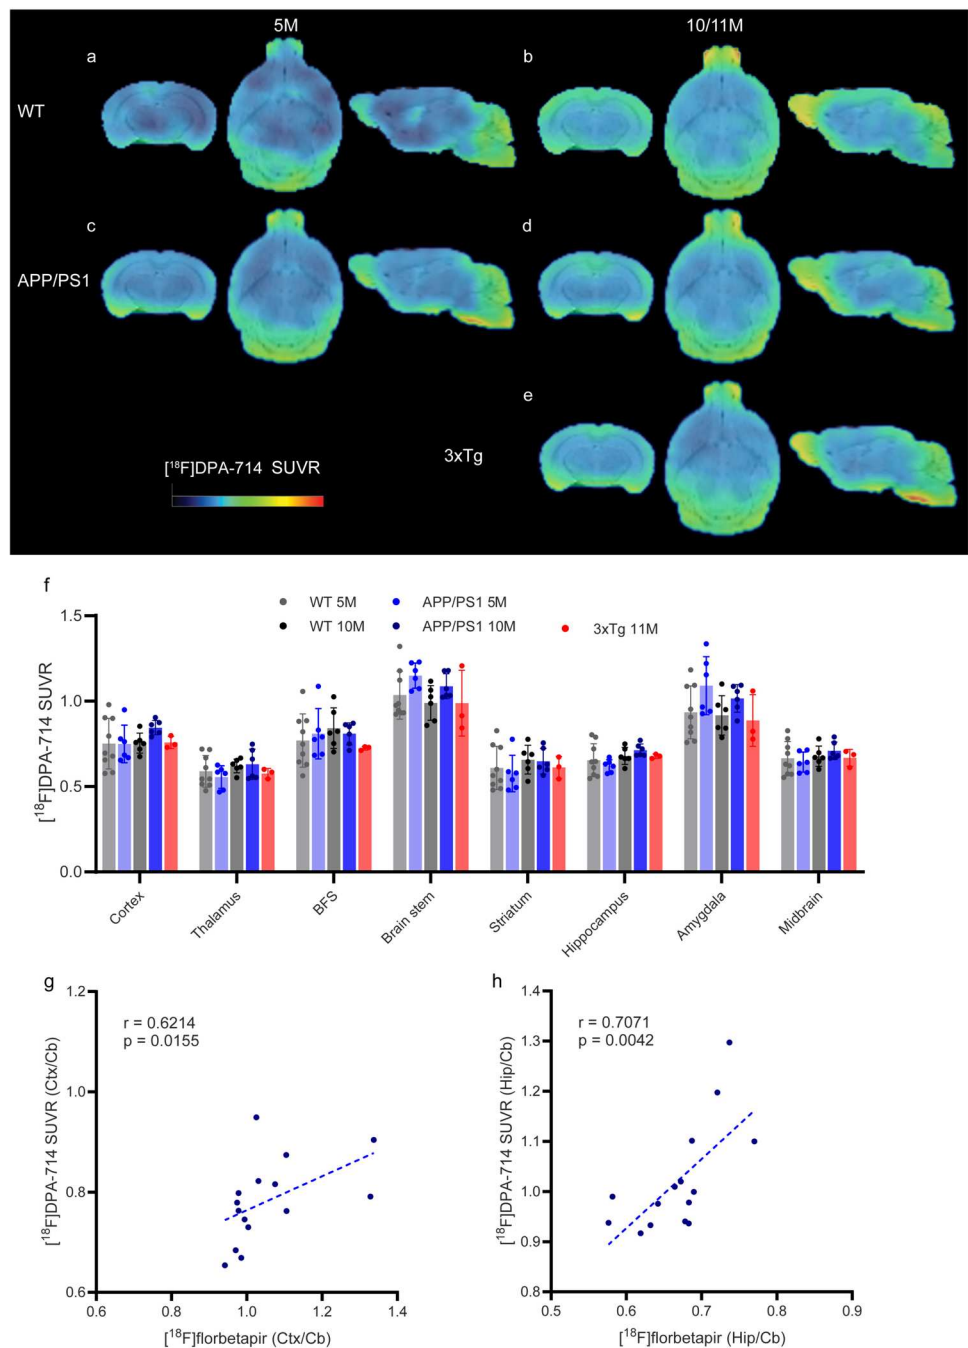 5M 10/11M
a b
WT
c d
APP/PS1
e
3xTg
[¹⁸F]DPA-714 SUVR
f
WT 5M APP/PS1 5M
WT 10M APP/PS1 10M 3xTg 11M
[¹⁸F]DPA-714 SUVR
1.5
1.0
0.5
0.0
Cortex
Thalamus
BFS
Brain stem
Striatum
Hippocampus
Amygdala
Midbrain
g
[¹⁸F]DPA-714 SUVR (Ctx/Cb)
1.2
1.0
0.8
0.6
r = 0.6214
p = 0.0155
0.6 0.8 1.0 1.2 1.4
[¹⁸F]florbetapir (Ctx/Cb)
h
[¹⁸F]DPA-714 SUVR (Hip/Cb)
1.4
1.3
1.2
1.1
1.0
0.9
0.8
r = 0.7071
p = 0.0042
0.5 0.6 0.7 0.8 0.9
[¹⁸F]florbetapir (Hip/Cb)